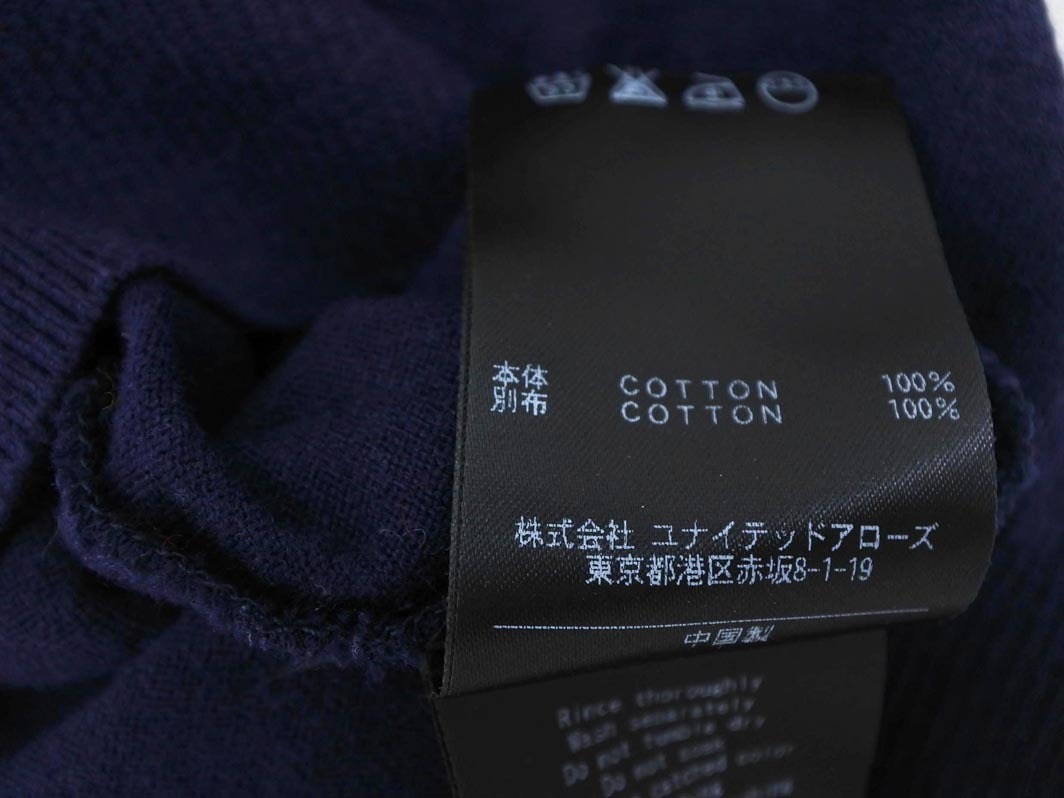 本体 COTTON 100%
別布 COTTON 100%
株式会社 ユナイテッドアローズ
東京都港区赤坂8-1-19
中国製
Rince thoroughly
Wash separately
Do not tumble dry
Do not soak
color